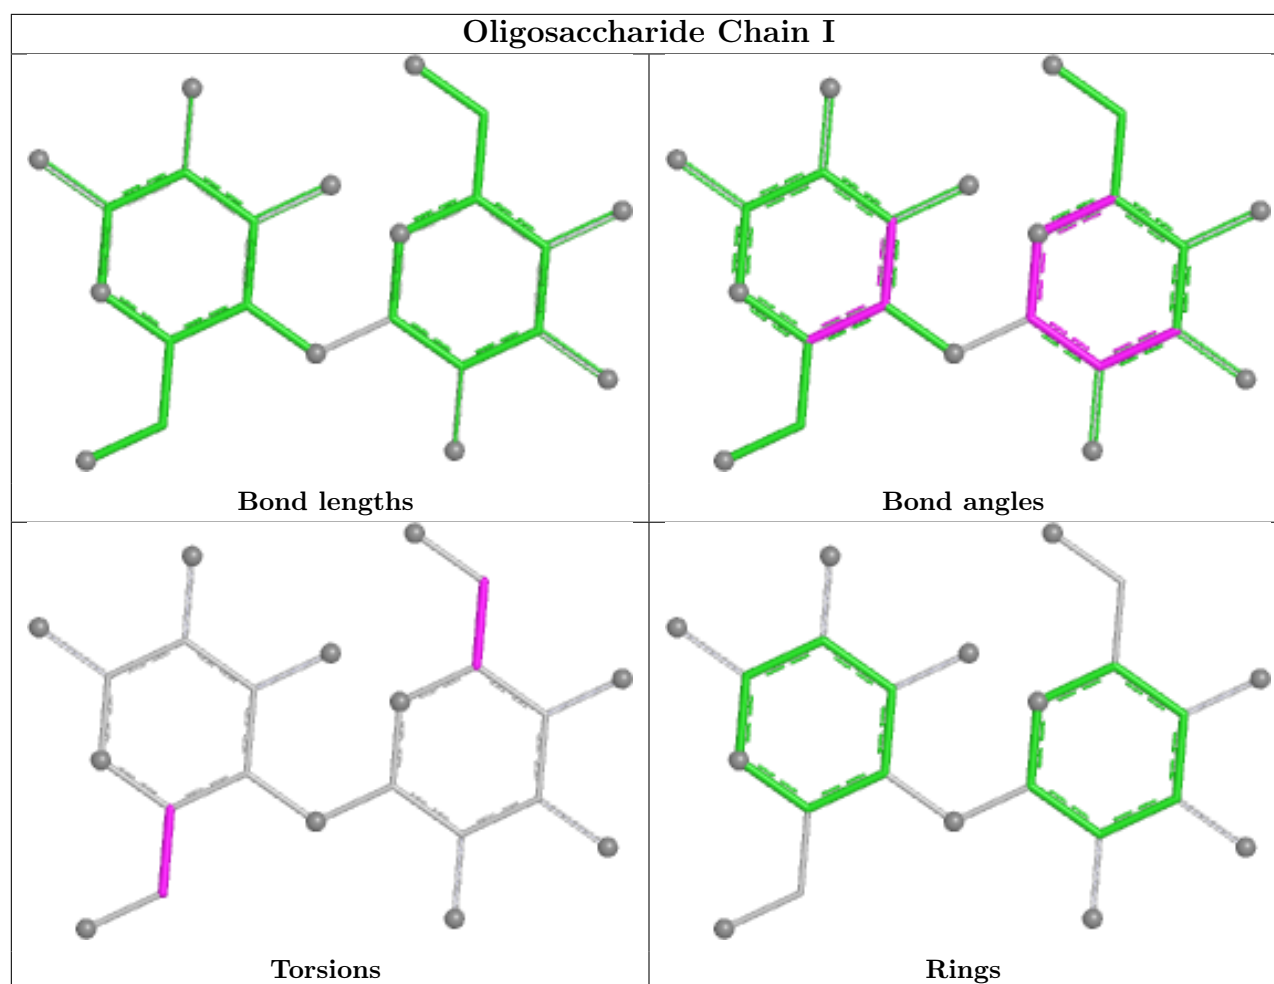 Oligosaccharide Chain I
Bond lengths
Bond angles
Torsions
Rings